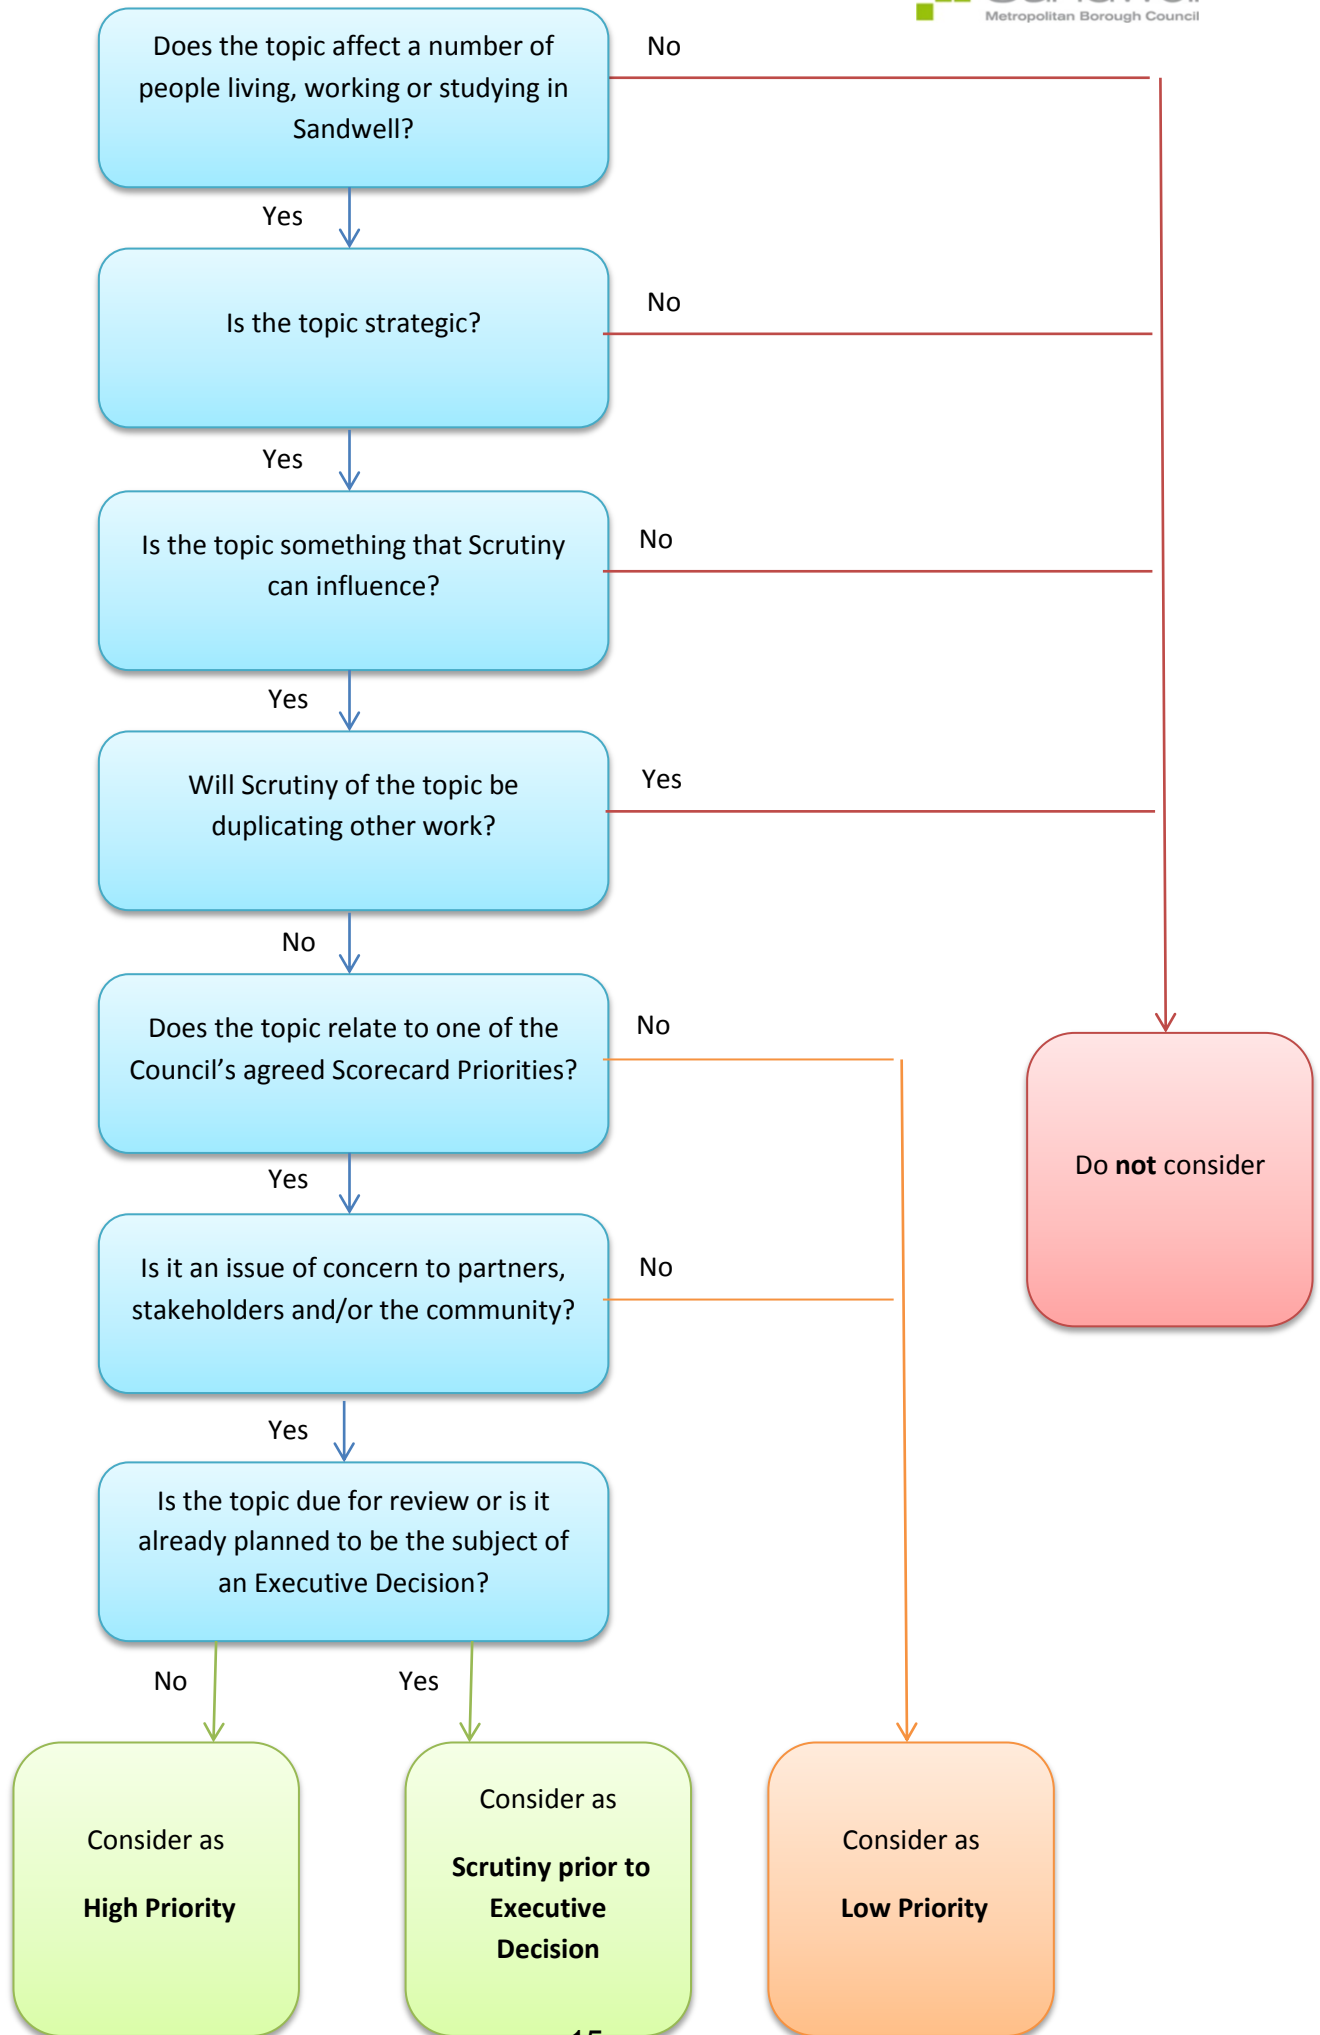 Metropolitan Borough Council
Does the topic affect a number of
people living, working or studying in
Sandwell?
No
Yes
Is the topic strategic?
No
Yes
Is the topic something that Scrutiny
can influence?
No
Yes
Will Scrutiny of the topic be
duplicating other work?
Yes
No
Does the topic relate to one of the
Council's agreed Scorecard Priorities?
No
Do not consider
Yes
Is it an issue of concern to partners,
stakeholders and/or the community?
No
Yes
Is the topic due for review or is it
already planned to be the subject of
an Executive Decision?
No
Yes
Consider as
High Priority
Consider as
Scrutiny prior to
Executive
Decision
Consider as
Low Priority